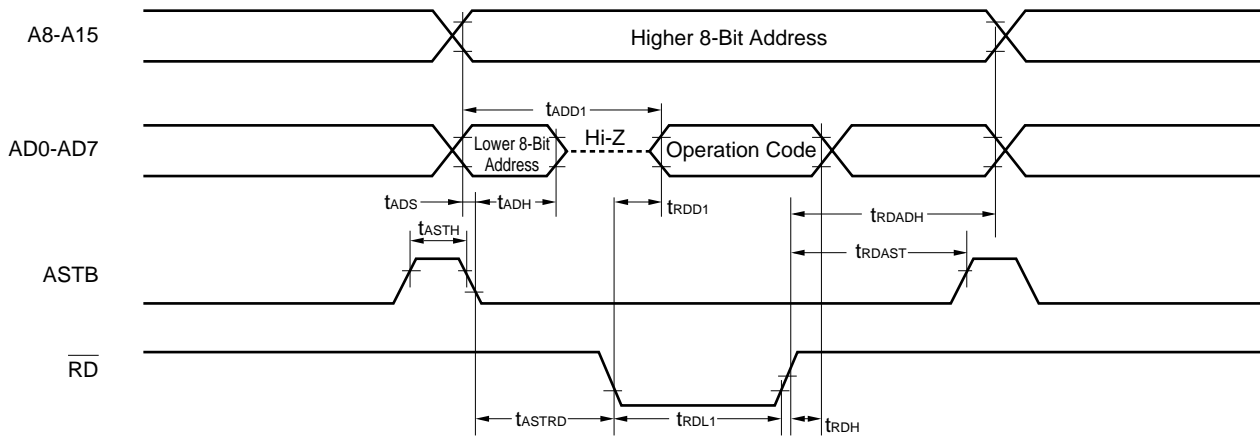 A8-A15
Higher 8-Bit Address
tADD1
AD0-AD7
Lower 8-Bit
Address
Hi-Z
Operation Code
tADS
tADH
tRDD1
tRDADH
tASTH
tRDAST
ASTB
RD
tASTRD
tRDL1
tRDH